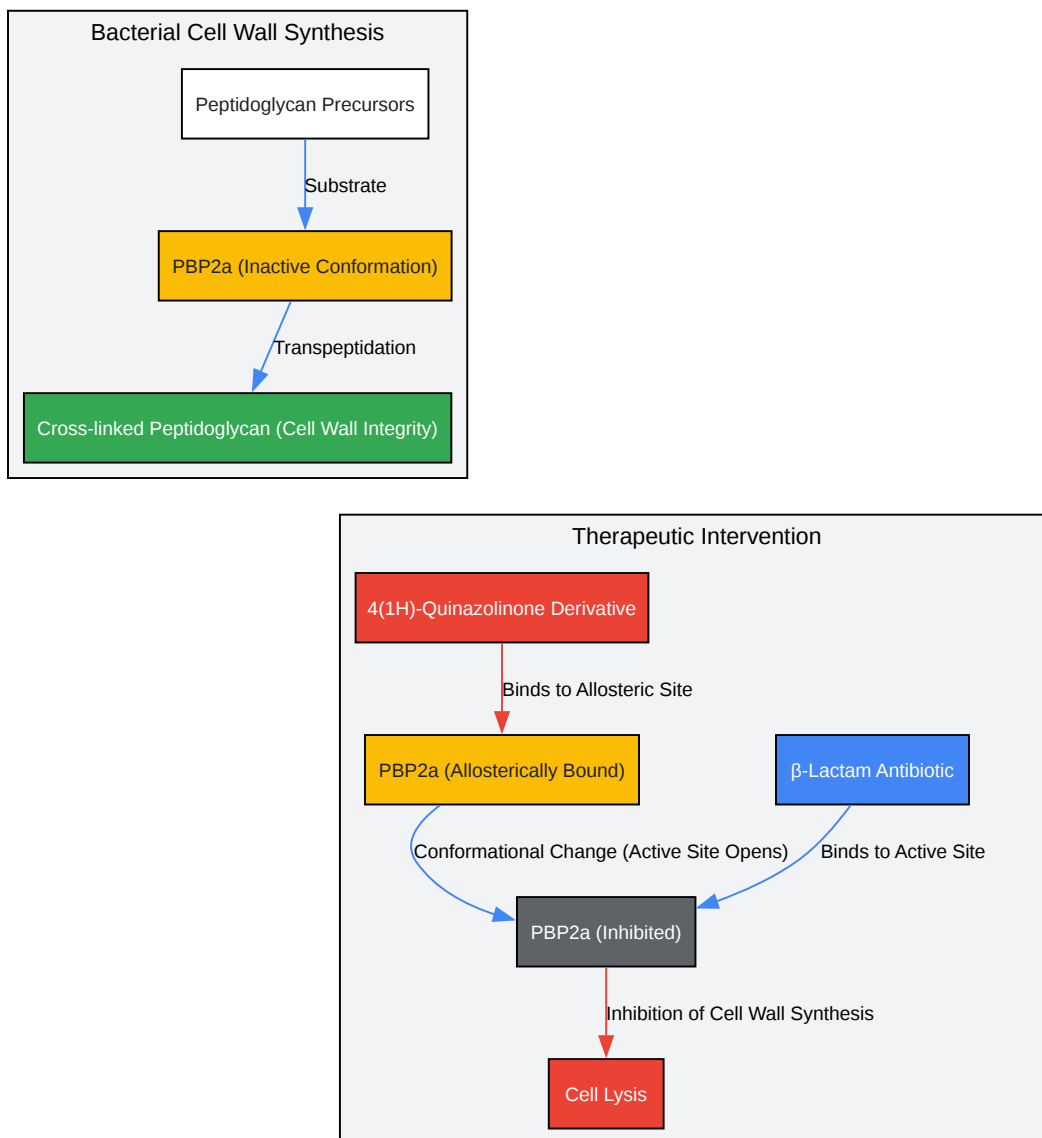 Bacterial Cell Wall Synthesis
Peptidoglycan Precursors
Substrate
PBP2a (Inactive Conformation)
Transpeptidation
Cross-linked Peptidoglycan (Cell Wall Integrity)
Therapeutic Intervention
4(1H)-Quinazolinone Derivative
Binds to Allosteric Site
PBP2a (Allosterically Bound)
β-Lactam Antibiotic
Conformational Change (Active Site Opens)
Binds to Active Site
PBP2a (Inhibited)
Inhibition of Cell Wall Synthesis
Cell Lysis